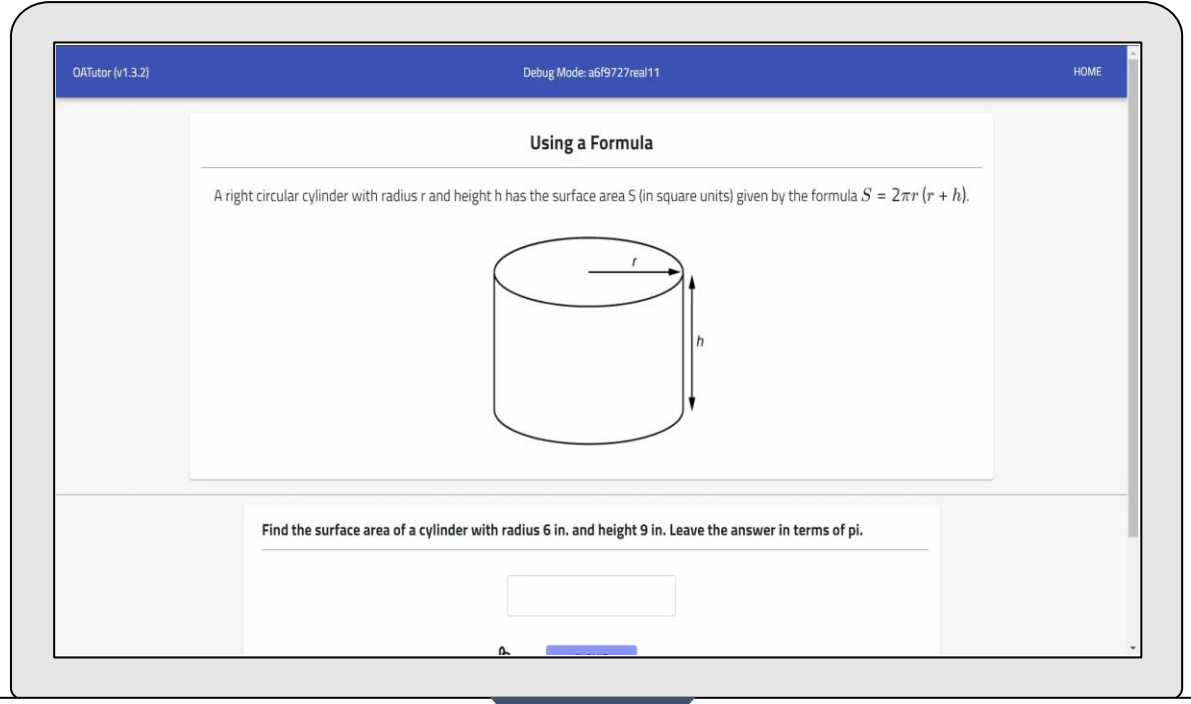 OATutor (v1.3.2)
Debug Mode: a6f9727real11
HOME
Using a Formula
A right circular cylinder with radius r and height h has the surface area S (in square units) given by the formula S = 2πr (r + h).
r
h
Find the surface area of a cylinder with radius 6 in. and height 9 in. Leave the answer in terms of pi.